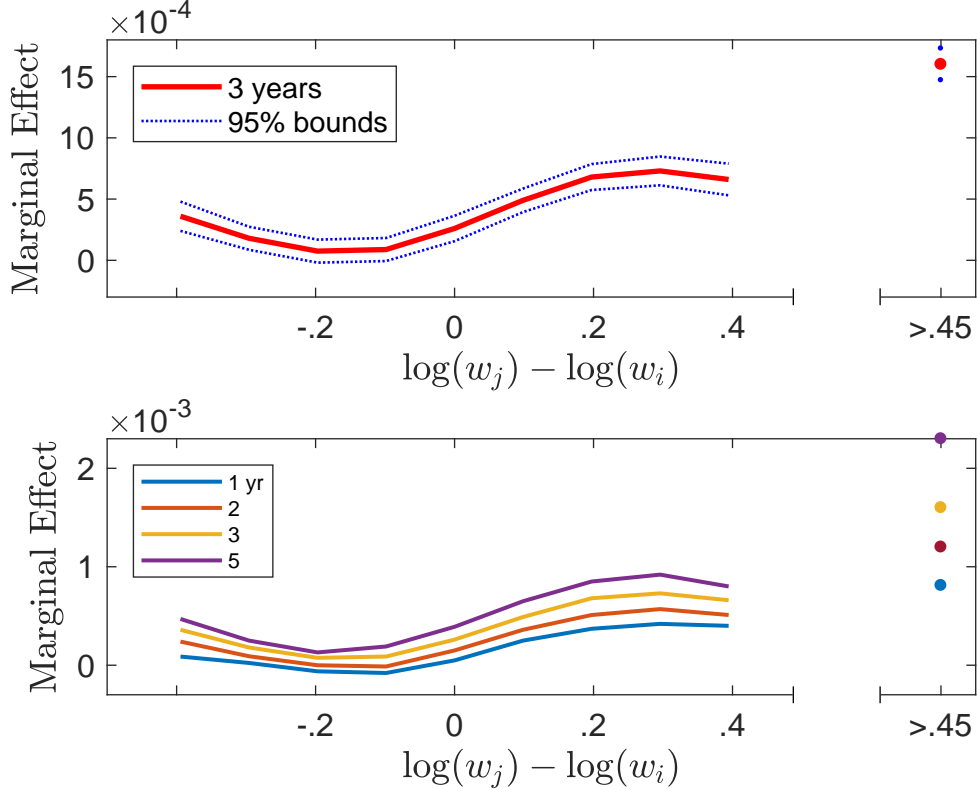 ×10⁻⁴
Marginal Effect
15
10
5
0
3 years
95% bounds
-.2 0 .2 .4 >.45
log(wⱼ) − log(wᵢ)
×10⁻³
Marginal Effect
2
1
0
1 yr
2
3
5
-.2 0 .2 .4 >.45
log(wⱼ) − log(wᵢ)